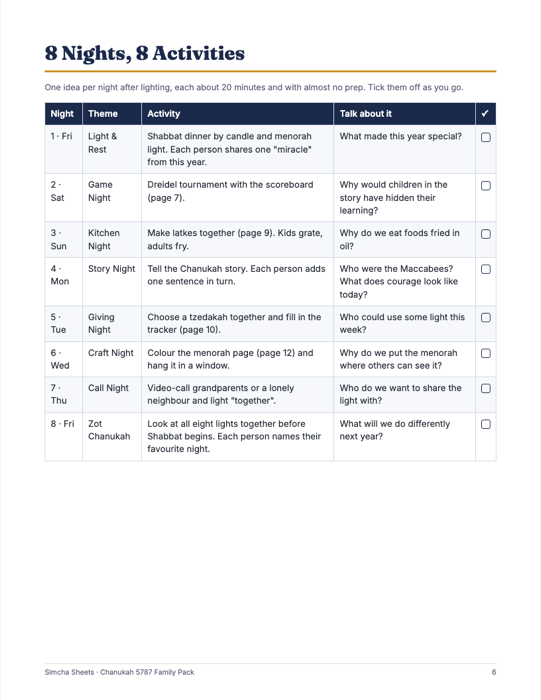 8 Nights, 8 Activities
One idea per night after lighting, each about 20 minutes and with almost no prep. Tick them off as you go.
Night Theme Activity Talk about it ✓
1 · Fri Light & Rest Shabbat dinner by candle and menorah light. Each person shares one "miracle" from this year. What made this year special?
2 · Sat Game Night Dreidel tournament with the scoreboard (page 7). Why would children in the story have hidden their learning?
3 · Sun Kitchen Night Make latkes together (page 9). Kids grate, adults fry. Why do we eat foods fried in oil?
4 · Mon Story Night Tell the Chanukah story. Each person adds one sentence in turn. Who were the Maccabees? What does courage look like today?
5 · Tue Giving Night Choose a tzedakah together and fill in the tracker (page 10). Who could use some light this week?
6 · Wed Craft Night Colour the menorah page (page 12) and hang it in a window. Why do we put the menorah where others can see it?
7 · Thu Call Night Video-call grandparents or a lonely neighbour and light "together". Who do we want to share the light with?
8 · Fri Zot Chanukah Look at all eight lights together before Shabbat begins. Each person names their favourite night. What will we do differently next year?
Simcha Sheets · Chanukah 5787 Family Pack 6